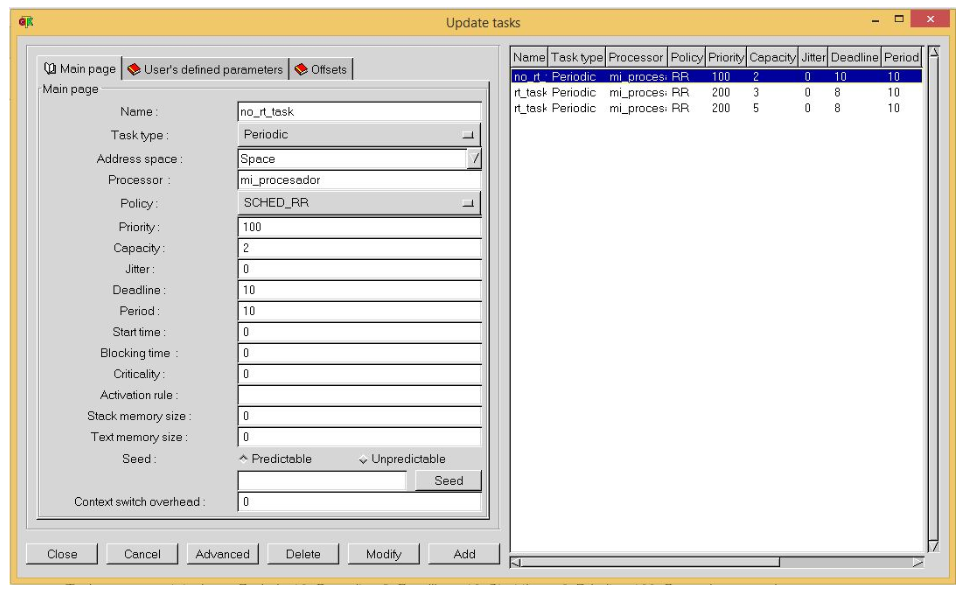 Update tasks
Main page User's defined parameters Offsets
Main page
Name : no_rt_task
Task type : Periodic
Address space : Space
Processor : mi_procesador
Policy : SCHED_RR
Priority : 100
Capacity : 2
Jitter : 0
Deadline : 10
Period : 10
Start time : 0
Blocking time : 0
Criticality : 0
Activation rule :
Stack memory size : 0
Text memory size : 0
Seed : Predictable Unpredictable
Seed
Context switch overhead : 0
Close Cancel Advanced Delete Modify Add
Name Task type Processor Policy Priority Capacity Jitter Deadline Period
no_rt_ Periodic mi_proces RR 100 2 0 10 10
rt_task Periodic mi_proces RR 200 3 0 8 10
rt_task Periodic mi_proces RR 200 5 0 8 10